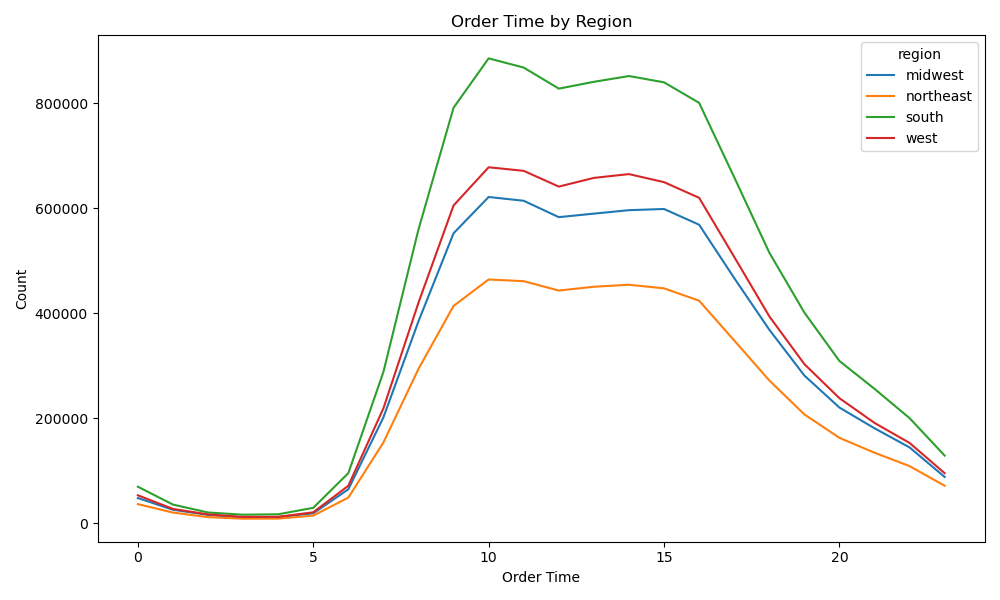 Order Time by Region
region
midwest
northeast
south
west
800000
600000
400000
200000
0
Count
0 5 10 15 20
Order Time